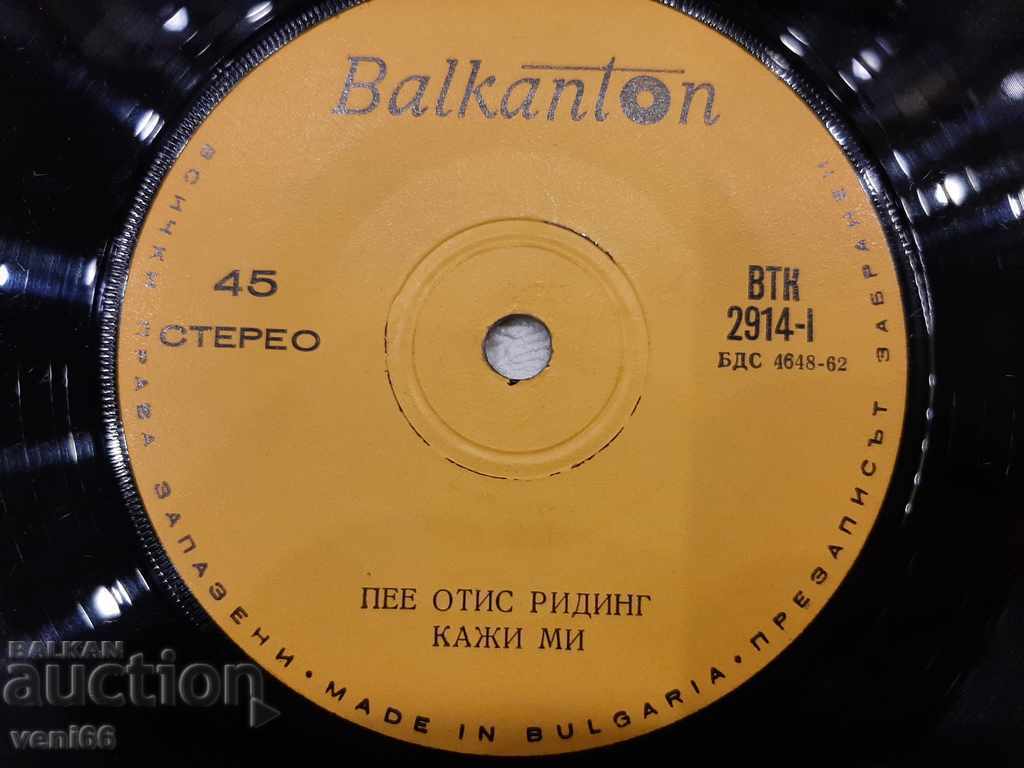 Balkanton
45
СТЕРЕО
ВТК
2914-I
БДС 4648-62
ПЕЕ ОТИС РИДИНГ
КАЖИ МИ
ВСИЧКИ ПРАВА ЗАПАЗЕНИ • MADE IN BULGARIA • ПРЕЗАПИСЪТ ЗАБРАНЕН
BALKAN
auction
veni66